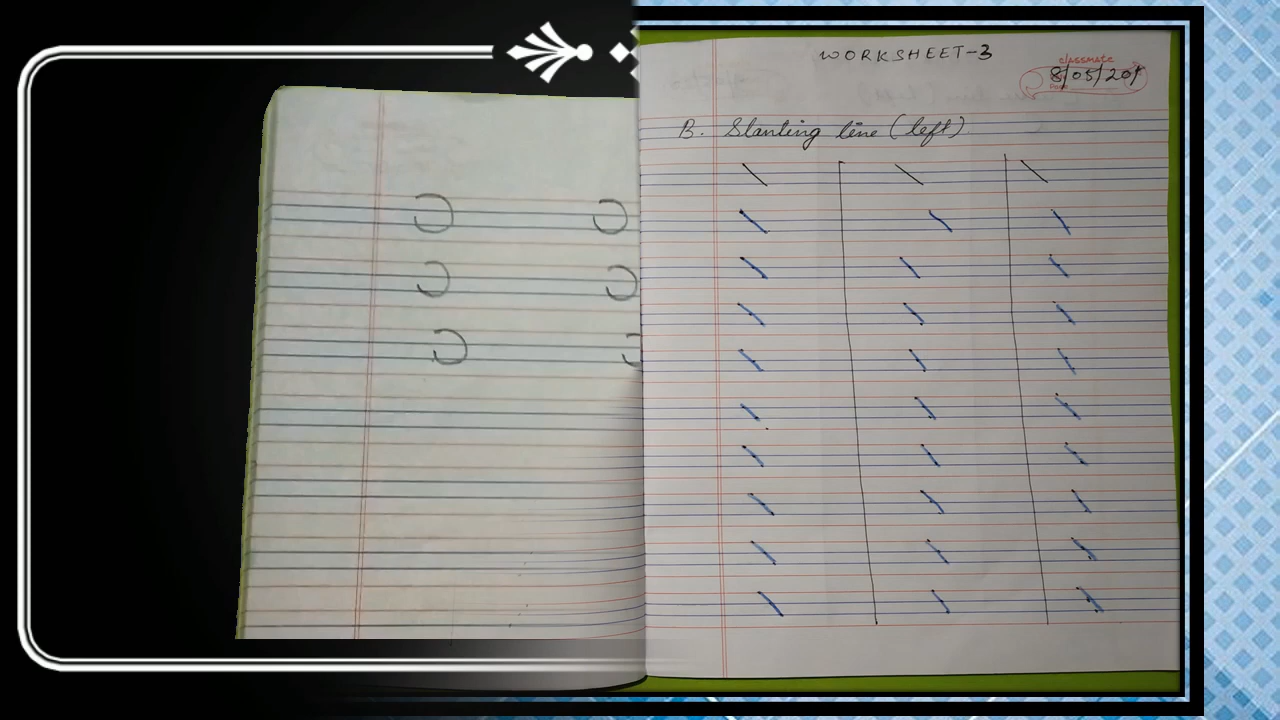 WORKSHEET-3
classmate
8/05/201
B. Slanting line (left)